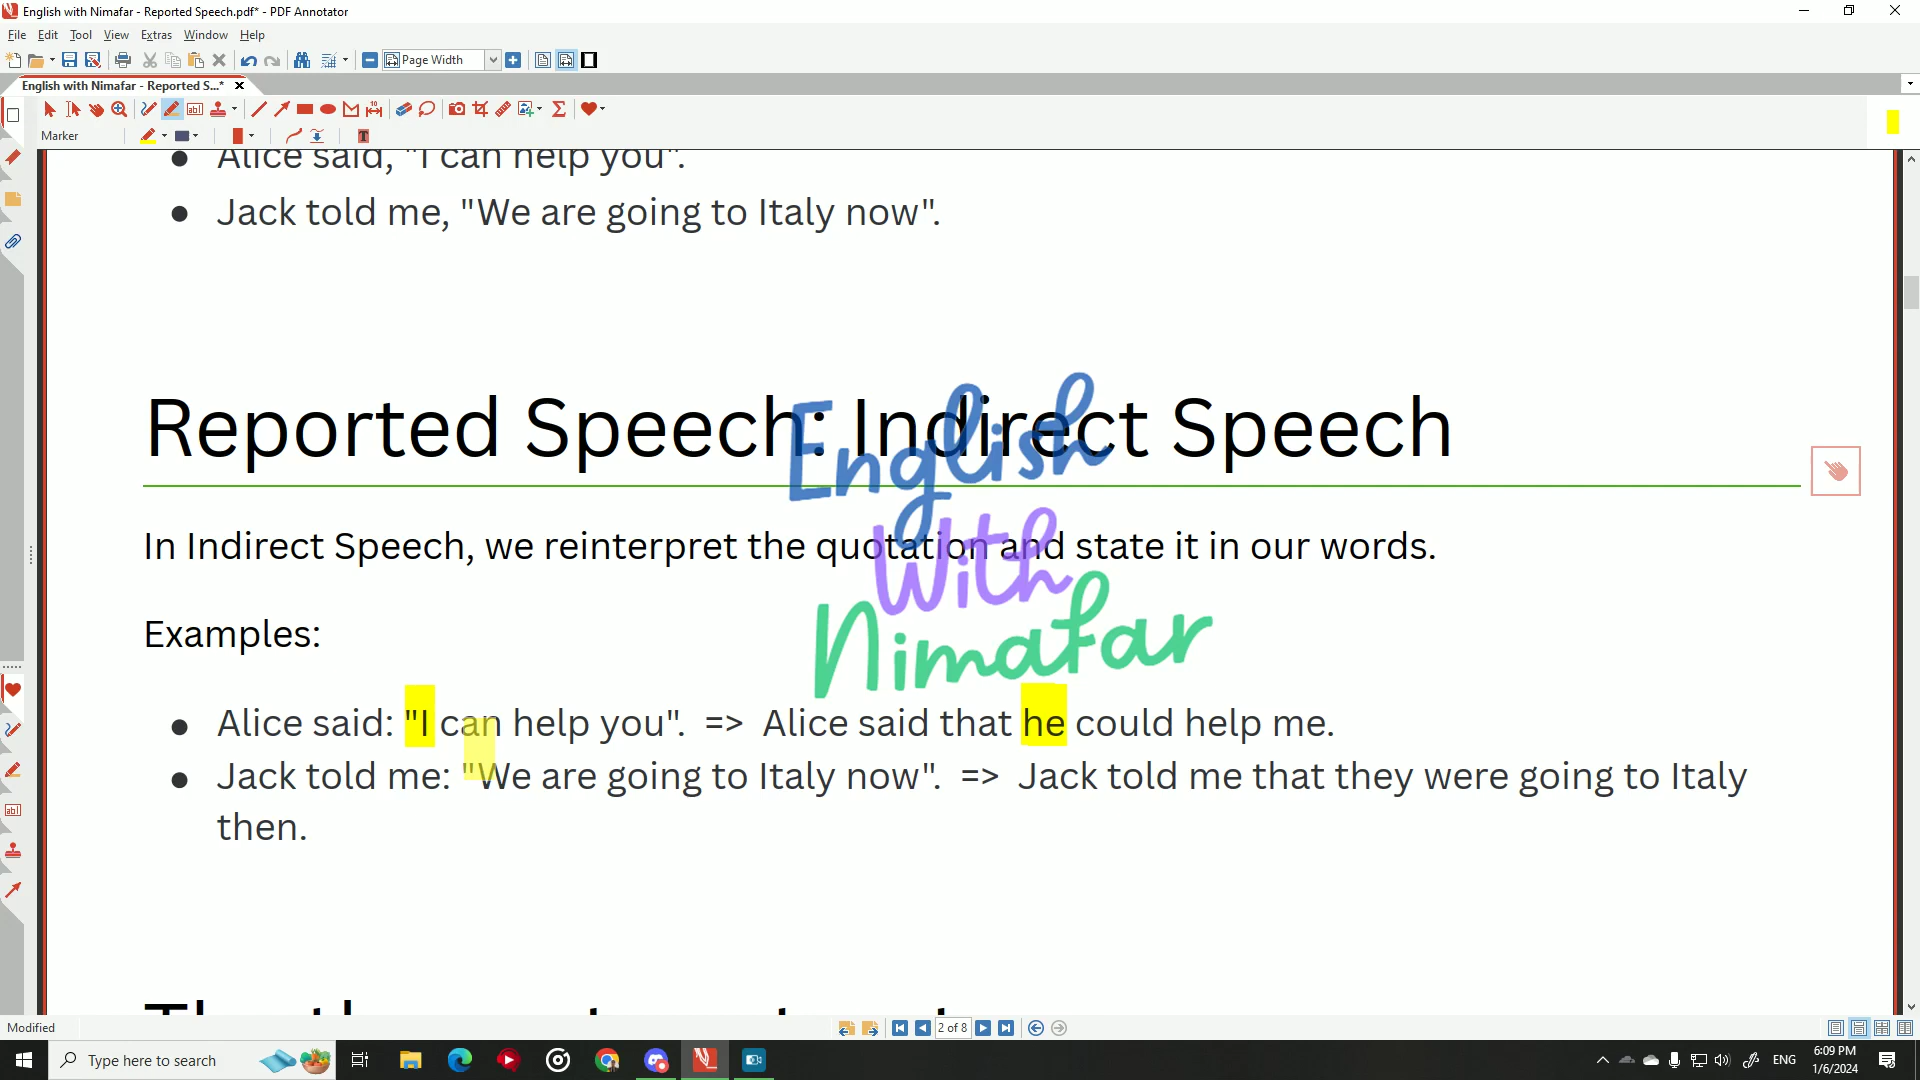 English with Nimafar - Reported Speech.pdf* - PDF Annotator
File Edit Tool View Extras Window Help
Page Width
English with Nimafar - Reported S...*
Marker
Alice said, "I can help you".
Jack told me, "We are going to Italy now".
Reported Speech: Indirect Speech
English
With
Nimafar
In Indirect Speech, we reinterpret the quotation and state it in our words.
Examples:
Alice said: "I can help you". => Alice said that he could help me.
Jack told me: "We are going to Italy now". => Jack told me that they were going to Italy
then.
Modified
2 of 8
Type here to search
ENG
6:09 PM
1/6/2024